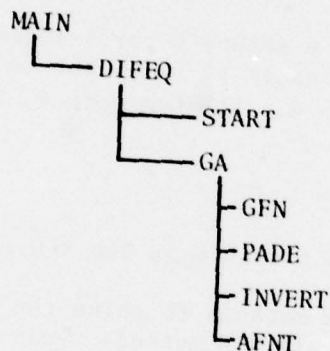 MAIN
DIFEQ
START
GA
GFN
PADE
INVERT
AFNT